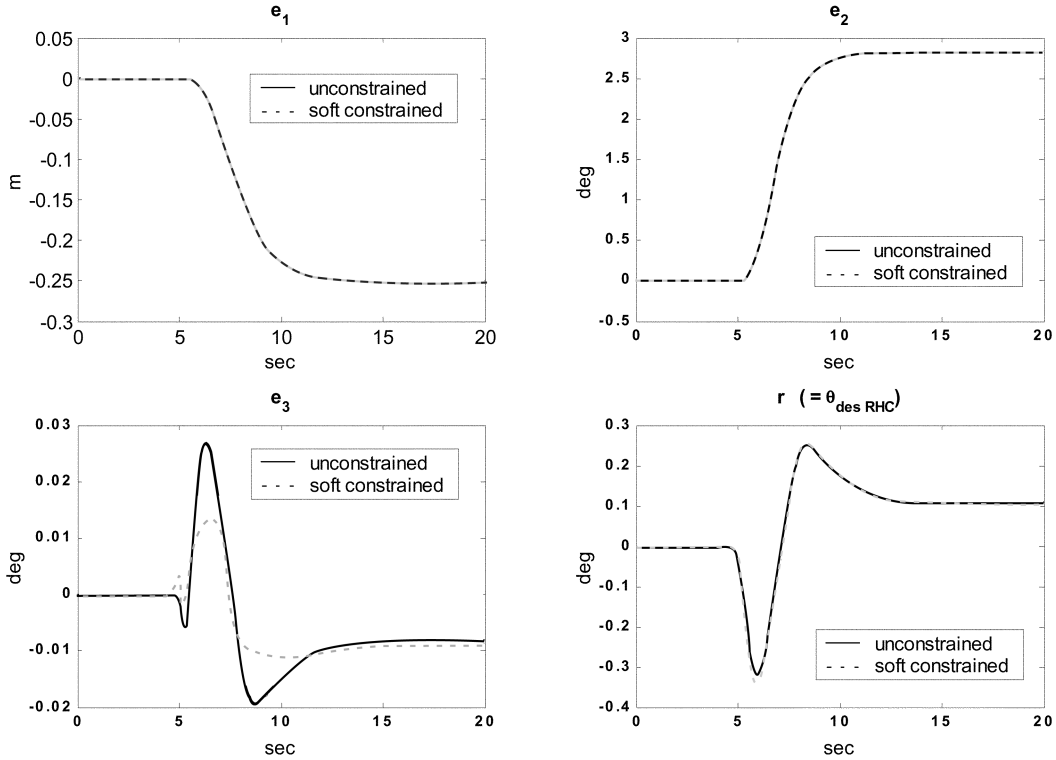 e1
0.05
0
-0.05
-0.1
-0.15
-0.2
-0.25
-0.3
m
unconstrained
soft constrained
0 5 10 15 20
sec
e2
3
2.5
2
1.5
1
0.5
0
-0.5
deg
unconstrained
soft constrained
0 5 10 15 20
sec
e3
0.03
0.02
0.01
0
-0.01
-0.02
deg
unconstrained
soft constrained
0 5 10 15 20
sec
r ( = θdes RHC)
0.3
0.2
0.1
0
-0.1
-0.2
-0.3
-0.4
deg
unconstrained
soft constrained
0 5 10 15 20
sec